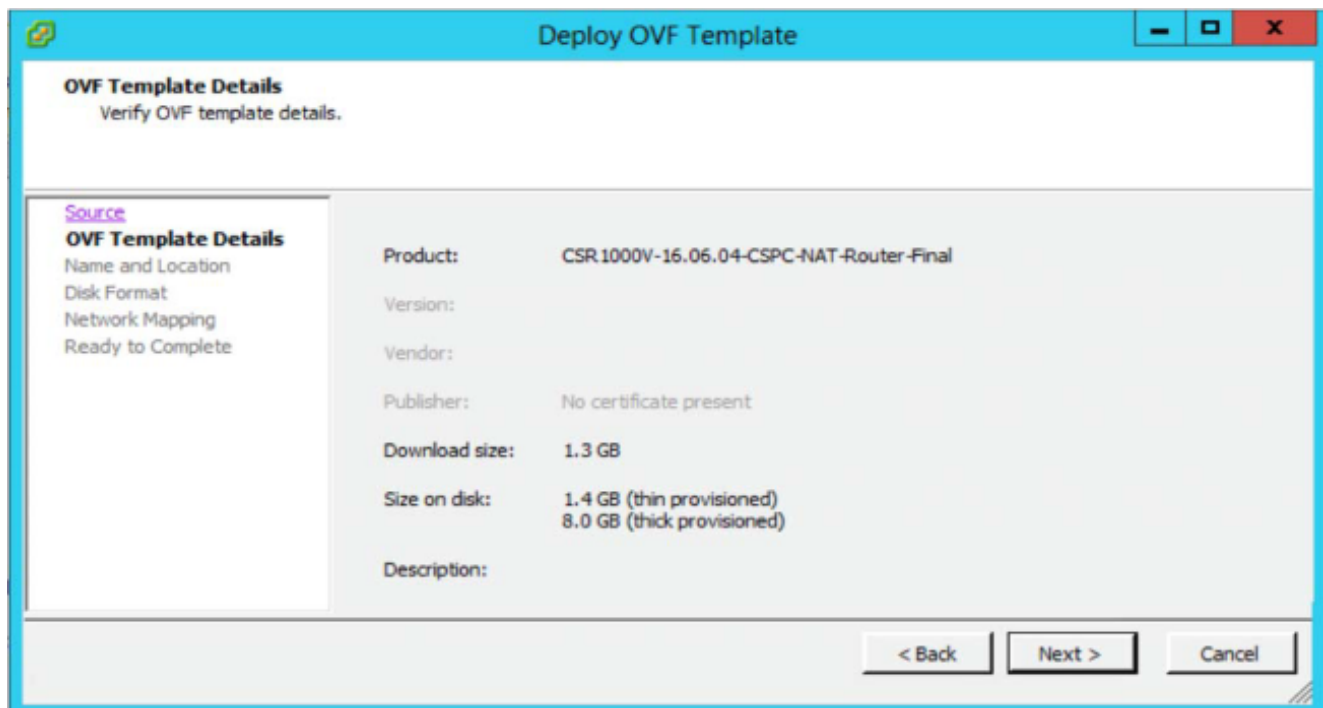 Deploy OVF Template
OVF Template Details
Verify OVF template details.
Source
OVF Template Details
Name and Location
Disk Format
Network Mapping
Ready to Complete
Product: CSR1000V-16.06.04-CSPC-NAT-Router-Final
Version:
Vendor:
Publisher: No certificate present
Download size: 1.3 GB
Size on disk: 1.4 GB (thin provisioned)
8.0 GB (thick provisioned)
Description:
< Back Next > Cancel